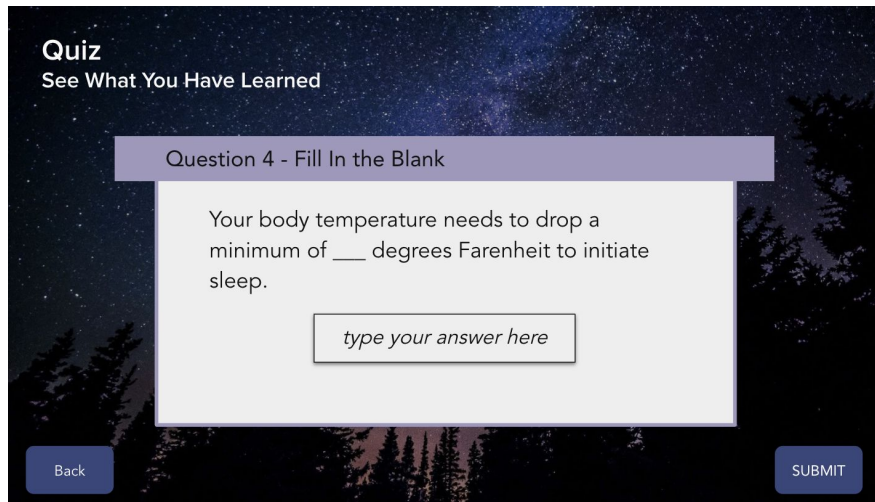 Quiz
See What You Have Learned
Question 4 - Fill In the Blank
Your body temperature needs to drop a
minimum of ___ degrees Farenheit to initiate
sleep.
type your answer here
Back
SUBMIT